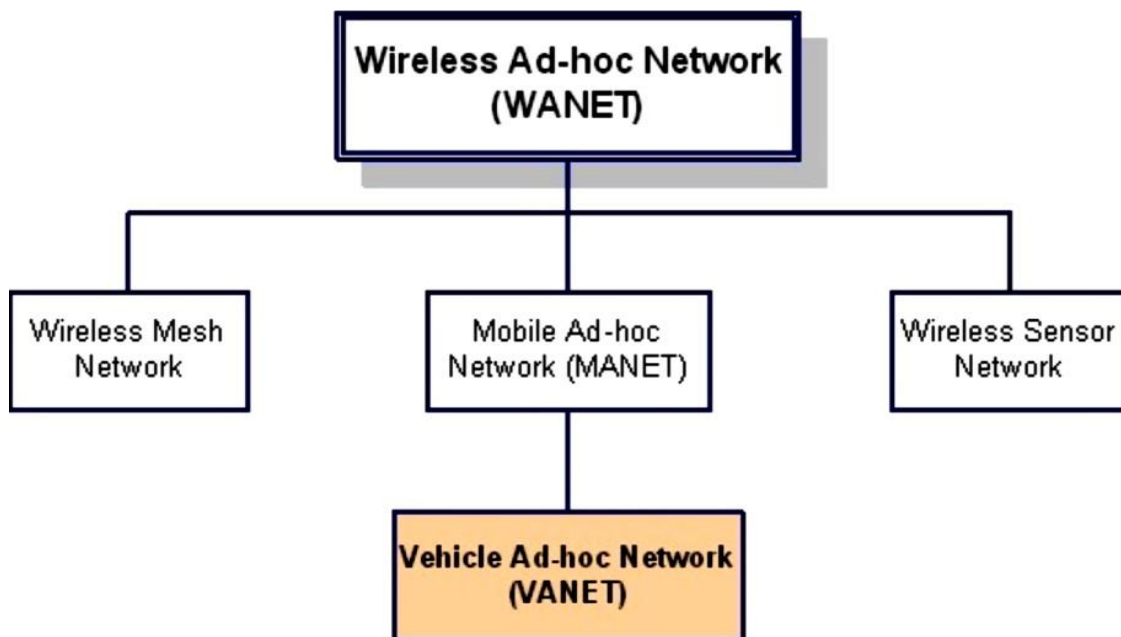 Wireless Ad-hoc Network
(WANET)
Wireless Mesh
Network
Mobile Ad-hoc
Network (MANET)
Wireless Sensor
Network
Vehicle Ad-hoc Network
(VANET)